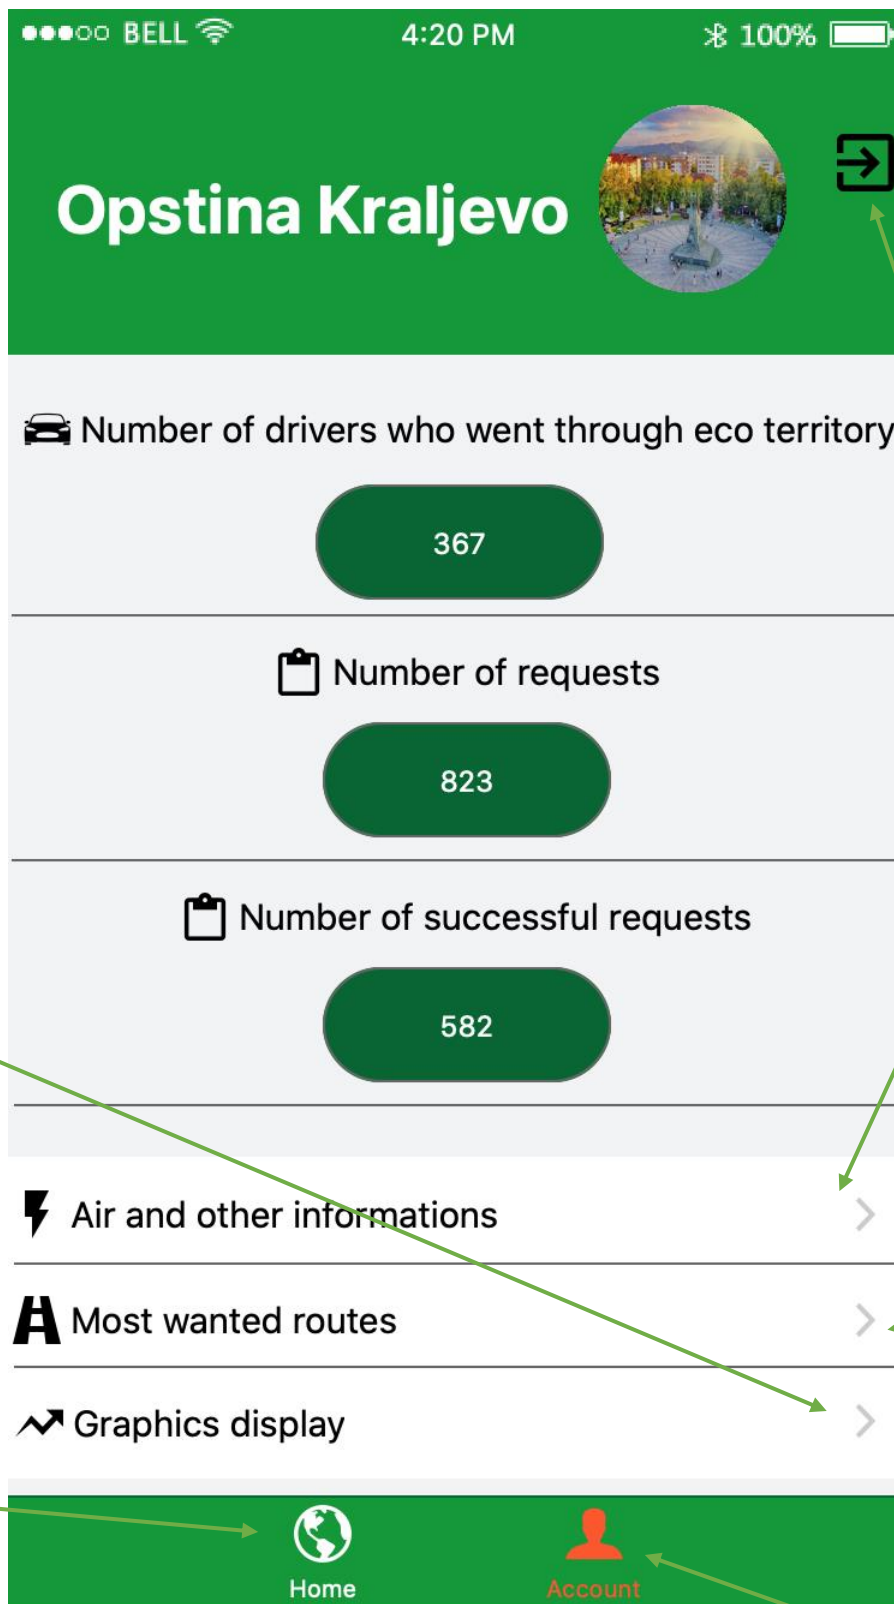 BELL 4:20 PM 100%
Opstina Kraljevo
Number of drivers who went through eco territory
367
Number of requests
823
Number of successful requests
582
Air and other informations
Most wanted routes
Graphics display
Home Account